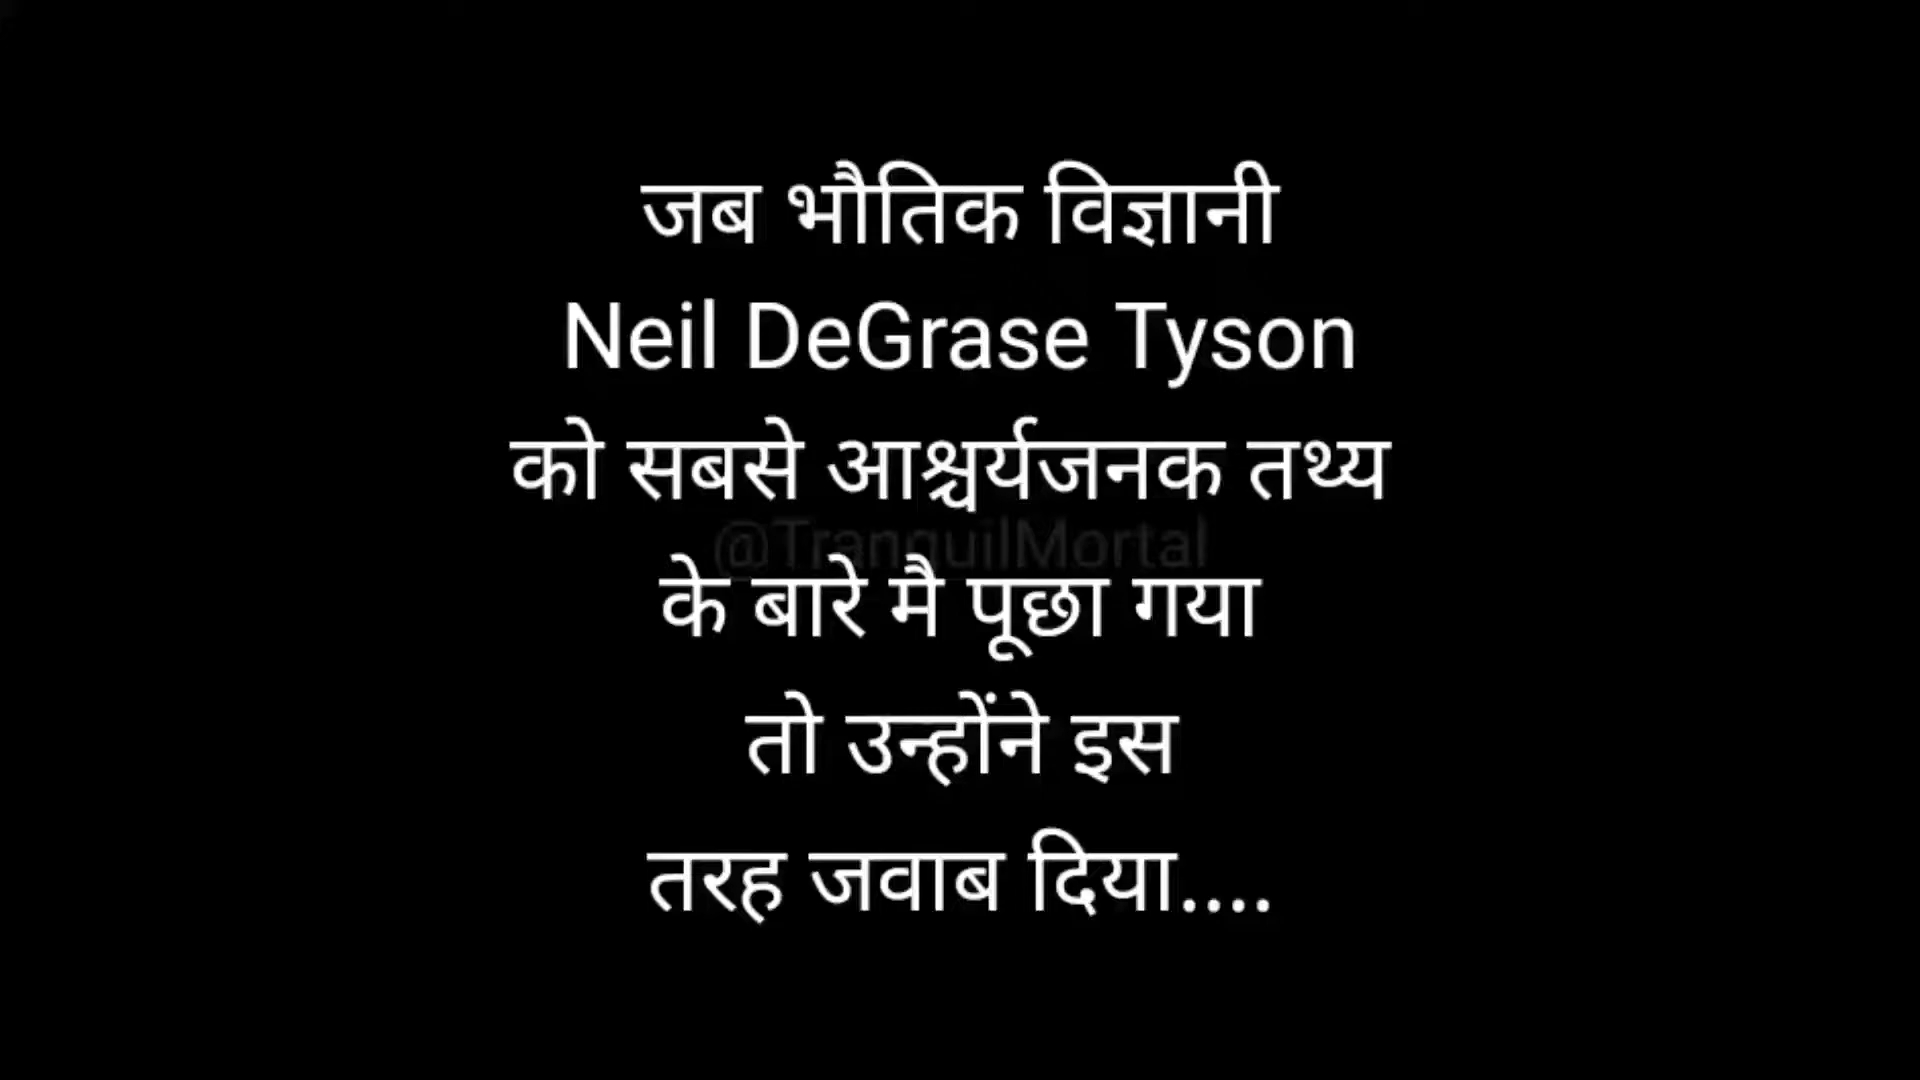 जब भौतिक विज्ञानी
Neil DeGrase Tyson
को सबसे आश्चर्यजनक तथ्य
@TranquilMortal
के बारे मै पूछा गया
तो उन्होंने इस
तरह जवाब दिया....